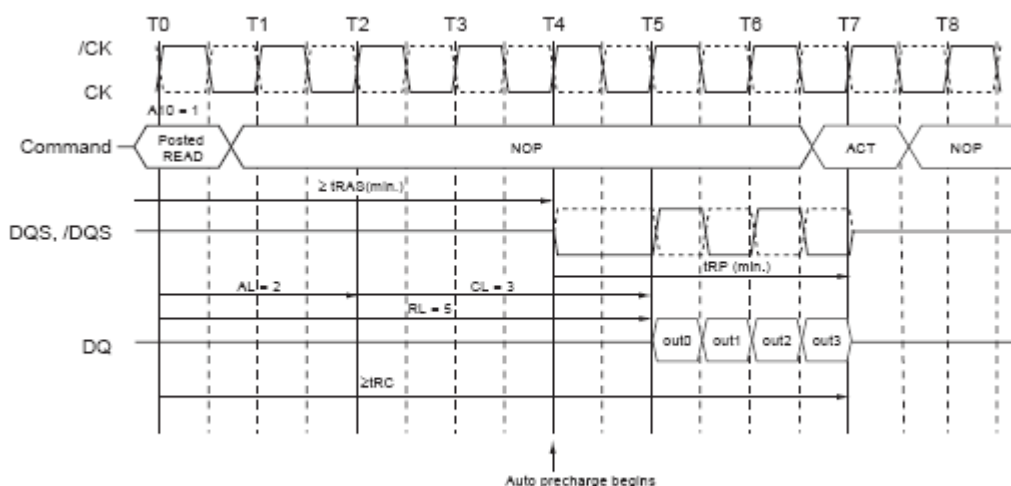 T0 T1 T2 T3 T4 T5 T6 T7 T8
/CK
CK
A10 = 1
Command
Posted
READ
NOP
ACT
NOP
≥ tRAS(min.)
DQS, /DQS
tRP (min.)
AL = 2
CL = 3
RL = 5
DQ
out0 out1 out2 out3
≥tRC
Auto precharge begins